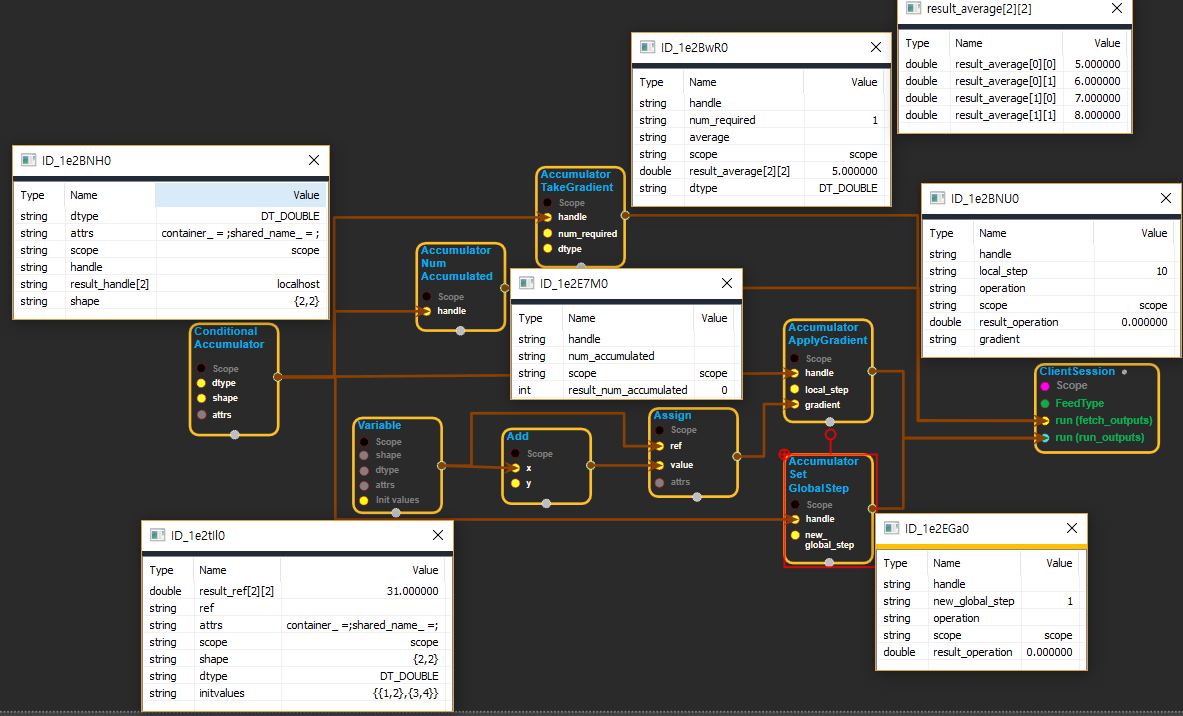 result_average[2][2]
Type Name Value
double result_average[0][0] 5.000000
double result_average[0][1] 6.000000
double result_average[1][0] 7.000000
double result_average[1][1] 8.000000
ID_1e2BwR0
Type Name Value
string handle
string num_required 1
string average
string scope scope
double result_average[2][2] 5.000000
string dtype DT_DOUBLE
ID_1e2BNH0
Type Name Value
string dtype DT_DOUBLE
string attrs container_ = ;shared_name_ = ;
string scope scope
string handle
string result_handle[2] localhost
string shape {2,2}
Accumulator
TakeGradient
Scope
handle
num_required
dtype
ID_1e2BNU0
Type Name Value
string handle
string local_step 10
string operation
string scope scope
double result_operation 0.000000
string gradient
Accumulator
Num
Accumulated
Scope
handle
ID_1e2E7M0
Type Name Value
string handle
string num_accumulated
string scope scope
int result_num_accumulated 0
Conditional
Accumulator
Scope
dtype
shape
attrs
Accumulator
ApplyGradient
Scope
handle
local_step
gradient
ClientSession
Scope
FeedType
run (fetch_outputs)
run (run_outputs)
Variable
Scope
shape
dtype
attrs
Init values
Add
Scope
x
y
Assign
Scope
ref
value
attrs
Accumulator
Set
GlobalStep
Scope
handle
new_
global_step
ID_1e2tII0
Type Name Value
double result_ref[2][2] 31.000000
string ref
string attrs container_ =;shared_name_ =;
string scope scope
string shape {2,2}
string dtype DT_DOUBLE
string initvalues {{1,2},{3,4}}
ID_1e2EGa0
Type Name Value
string handle
string new_global_step 1
string operation
string scope scope
double result_operation 0.000000